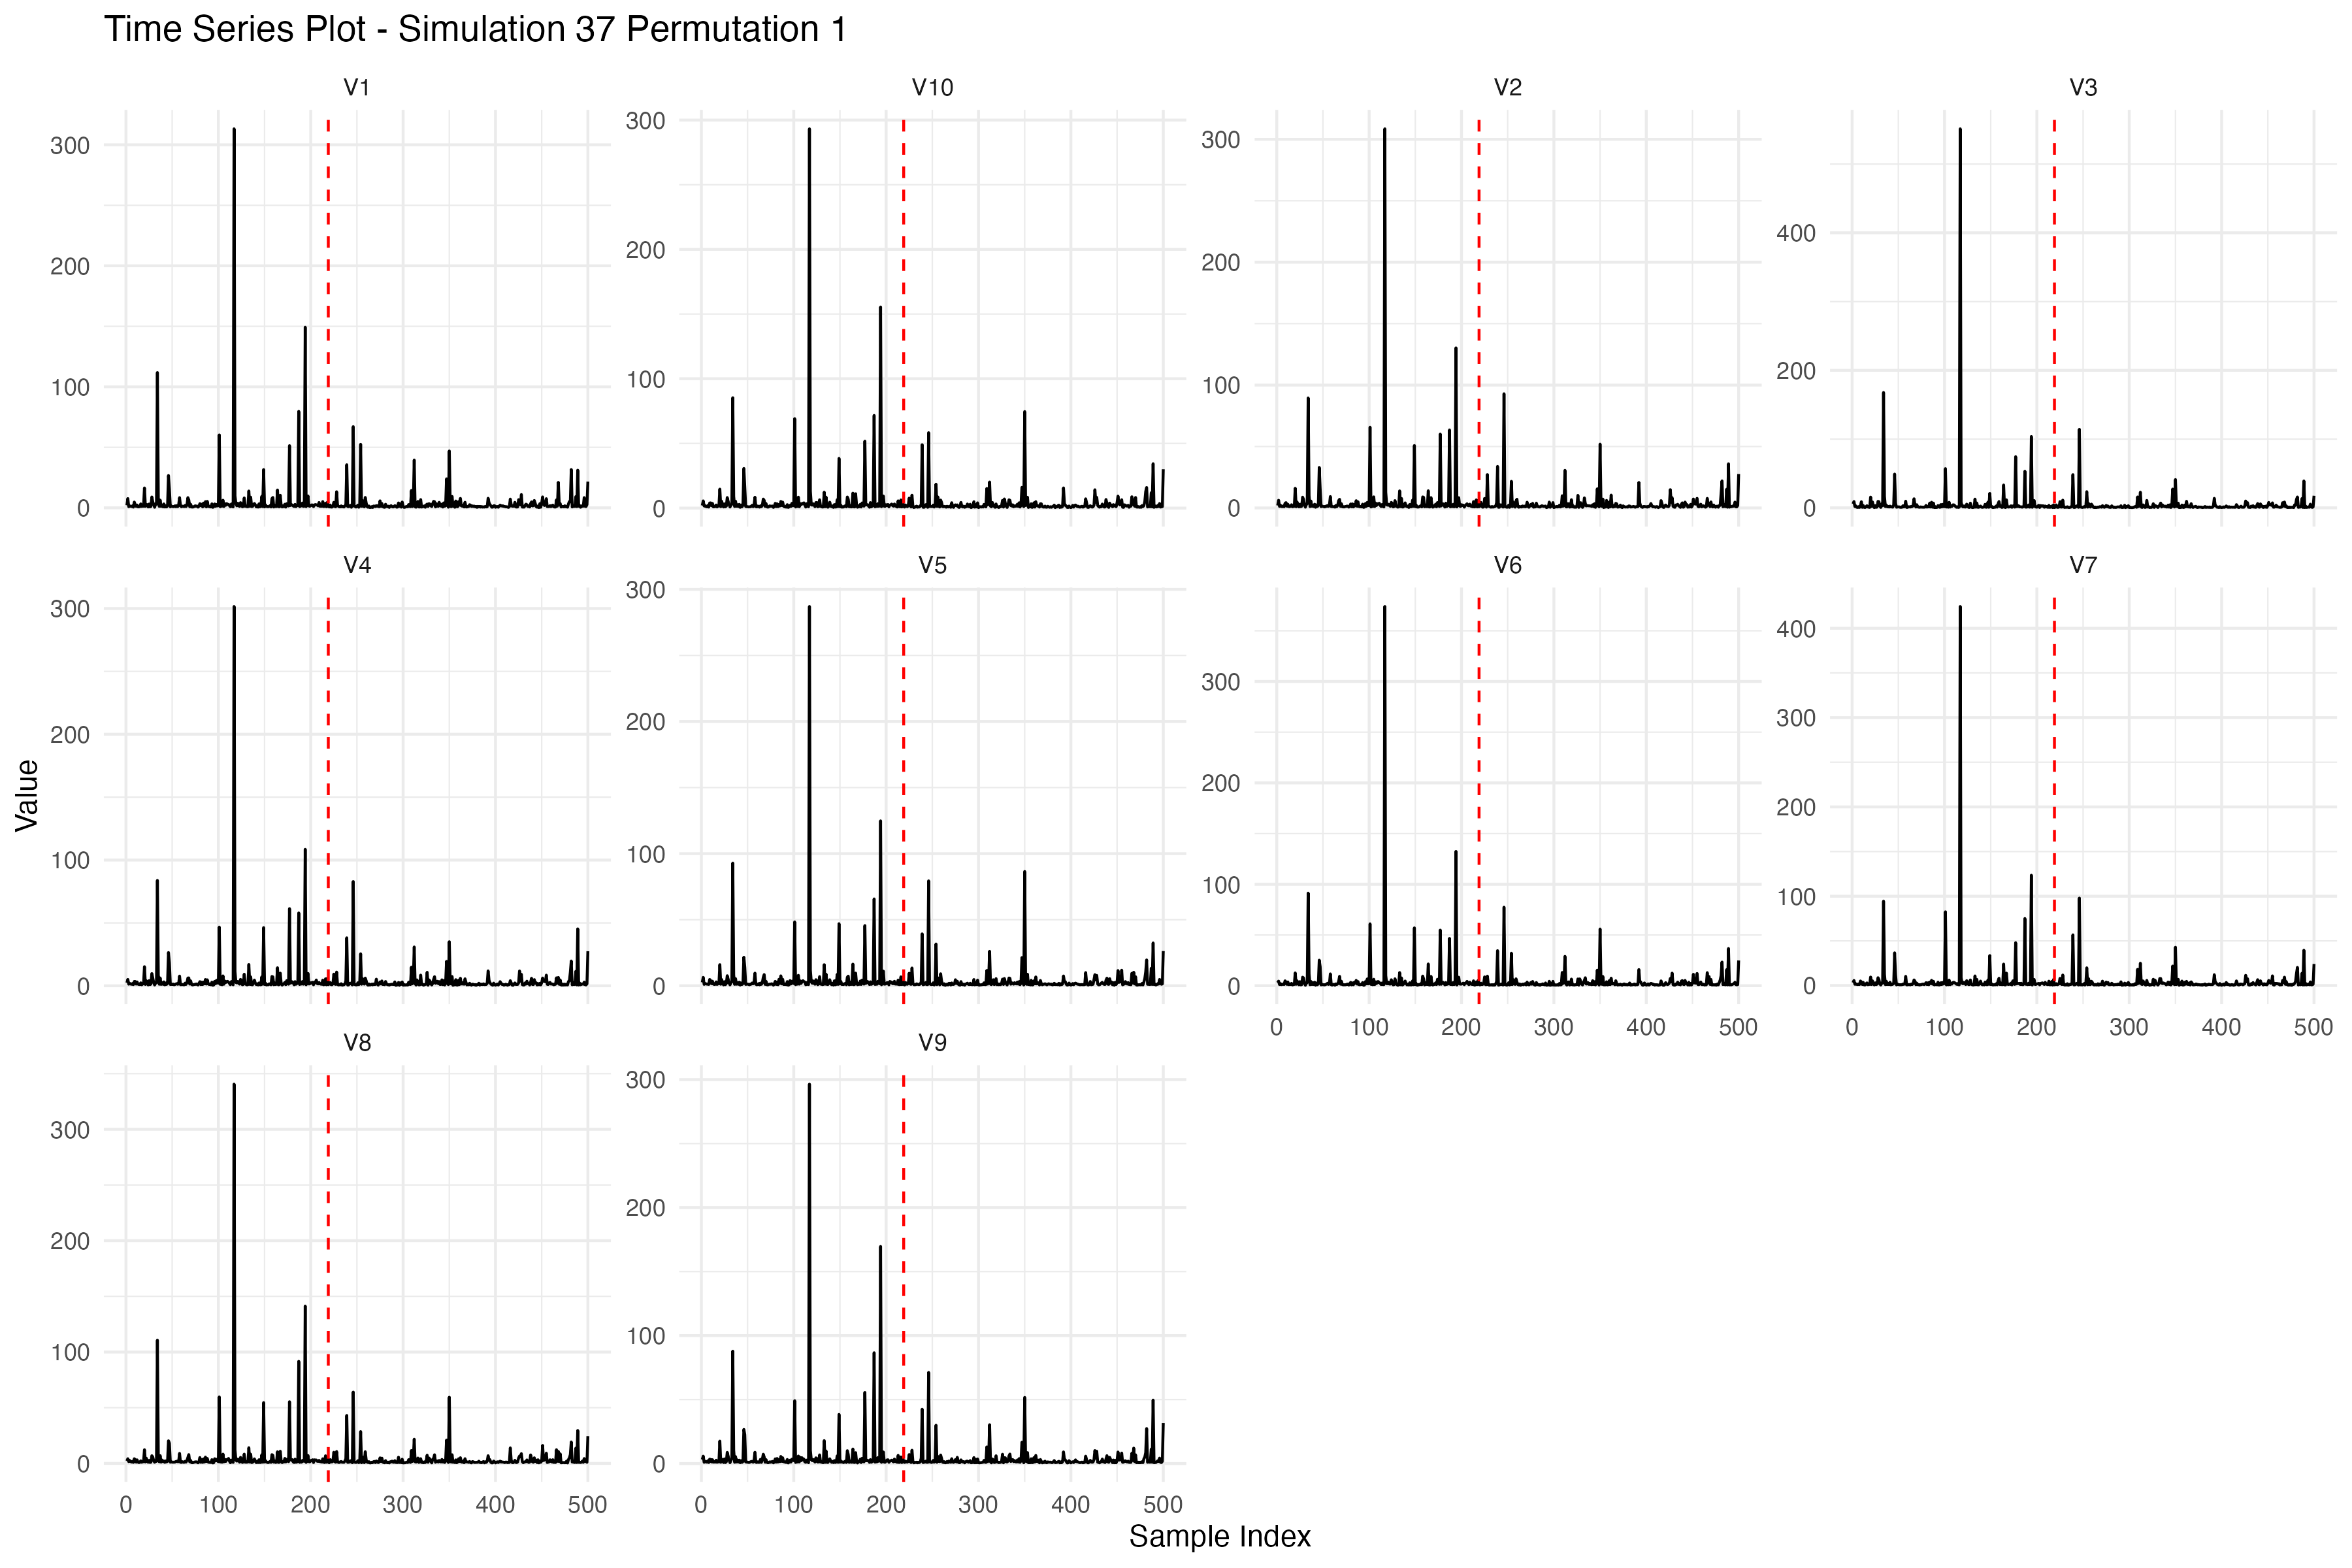 Time Series Plot - Simulation 37 Permutation 1
V1 V10 V2 V3
300 300 300 400
200 200 200 200
100 100 100 0
0 0 0
V4 V5 V6 V7
300 300 300 400
200 200 200 300
100 100 100 200
0 0 0 100
0
0 100 200 300 400 500 0 100 200 300 400 500
V8 V9
300 300
200 200
100 100
0 0
0 100 200 300 400 500 0 100 200 300 400 500
Value
Sample Index